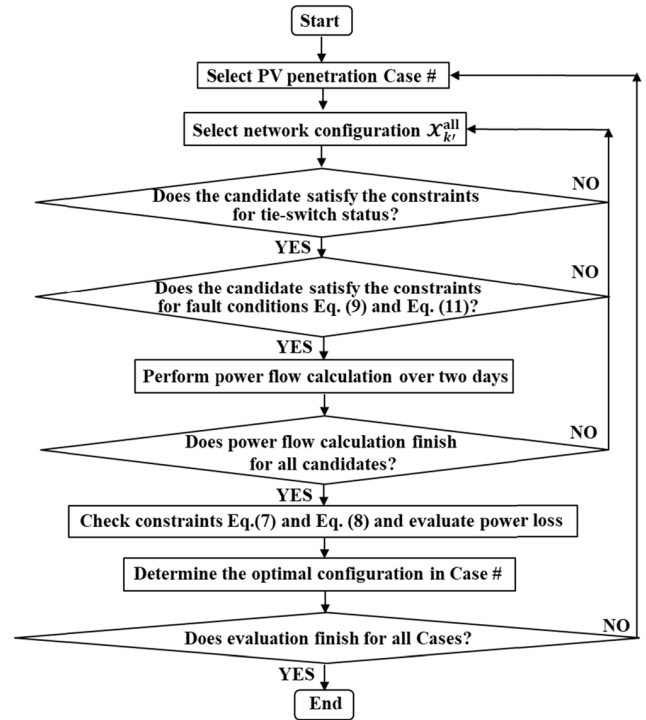 Start
Select PV penetration Case #
Select network configuration 𝒳ₖ′ᵃˡˡ
Does the candidate satisfy the constraints
for tie-switch status?
NO
YES
Does the candidate satisfy the constraints
for fault conditions Eq. (9) and Eq. (11)?
NO
YES
Perform power flow calculation over two days
Does power flow calculation finish
for all candidates?
NO
YES
Check constraints Eq.(7) and Eq. (8) and evaluate power loss
Determine the optimal configuration in Case #
Does evaluation finish for all Cases?
NO
YES
End